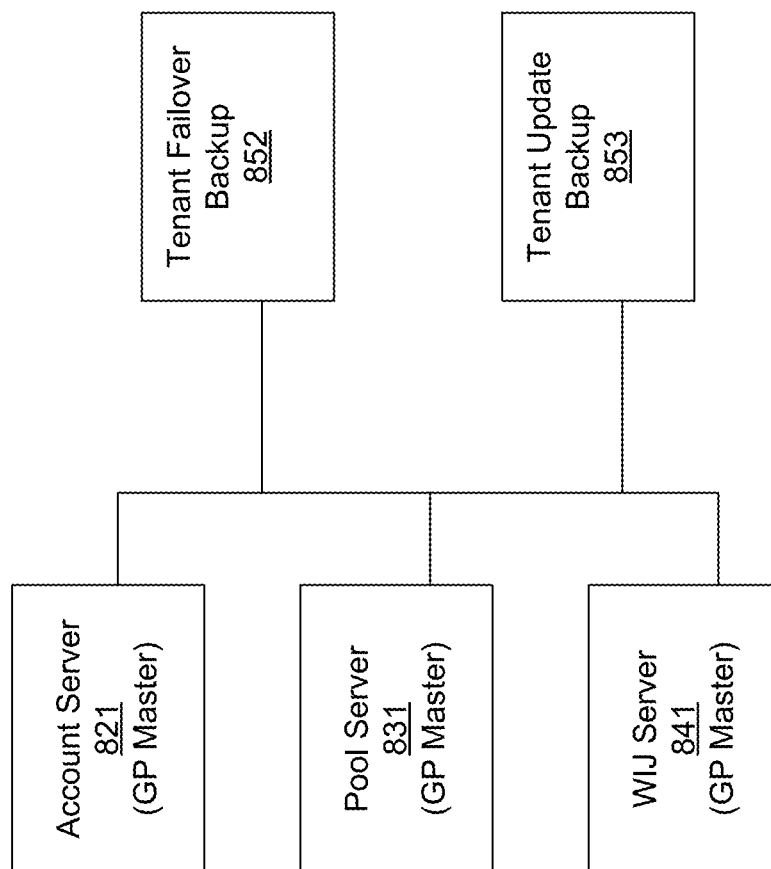 Account Server
821
(GP Master)
Pool Server
831
(GP Master)
WIJ Server
841
(GP Master)
Tenant Failover
Backup
852
Tenant Update
Backup
853